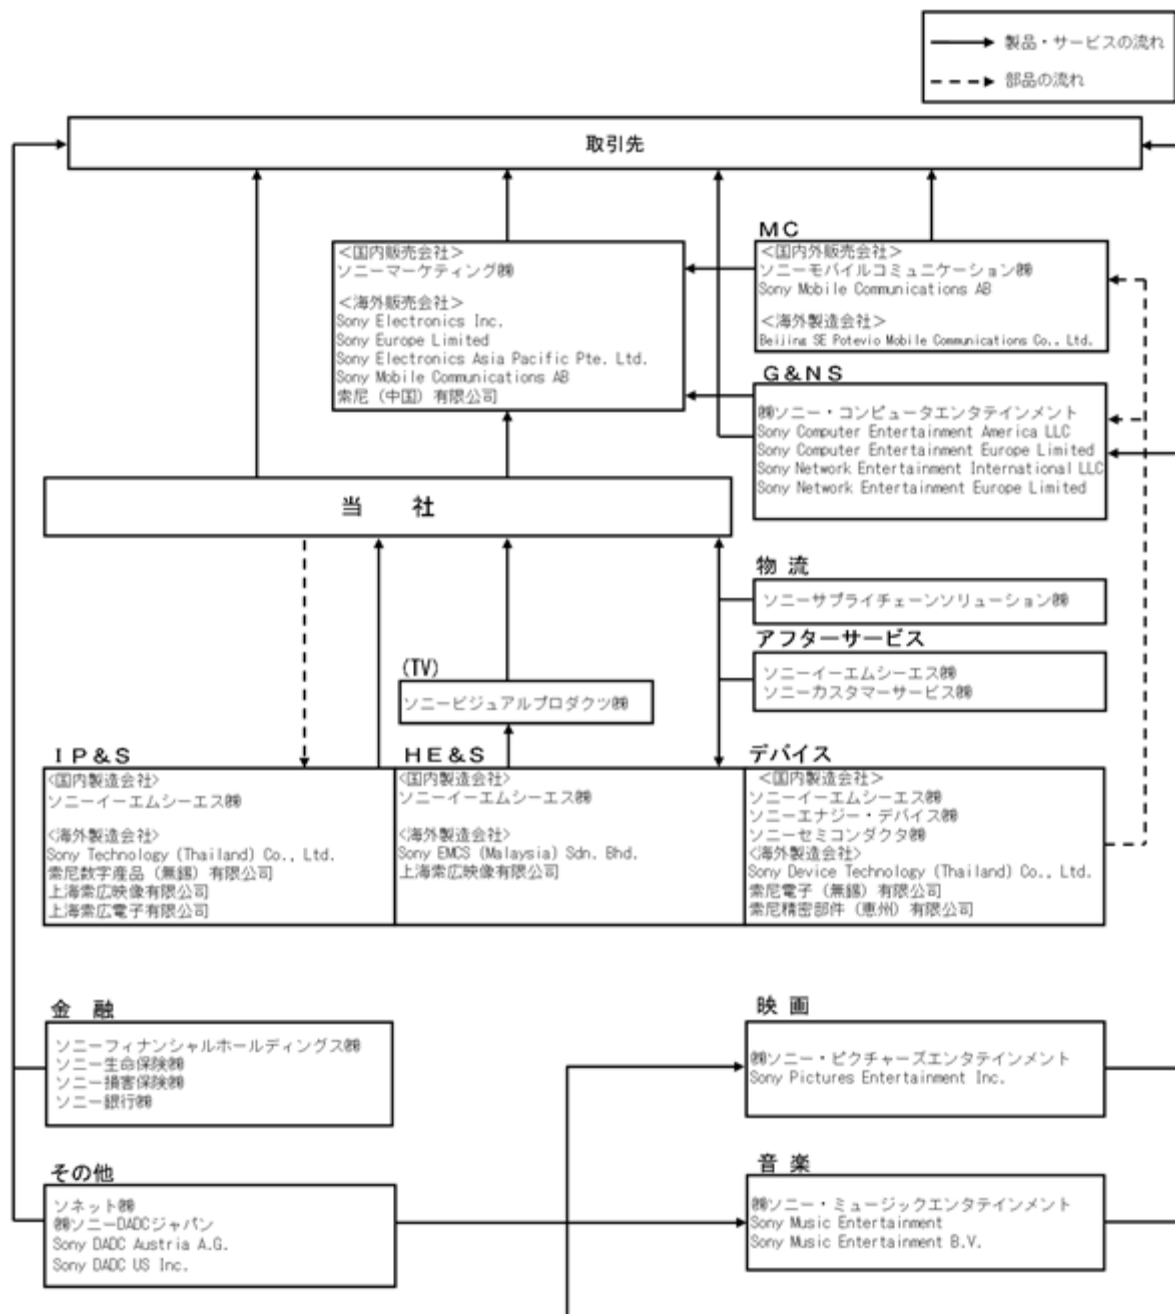 製品・サービスの流れ
部品の流れ
取引先
<国内販売会社>
ソニーマーケティング㈱
<海外販売会社>
Sony Electronics Inc.
Sony Europe Limited
Sony Electronics Asia Pacific Pte. Ltd.
Sony Mobile Communications AB
索尼（中国）有限公司
MC
<国内外販売会社>
ソニーモバイルコミュニケーション㈱
Sony Mobile Communications AB
<海外製造会社>
Beijing SE Potevio Mobile Communications Co., Ltd.
G&NS
㈱ソニー・コンピュータエンタテインメント
Sony Computer Entertainment America LLC
Sony Computer Entertainment Europe Limited
Sony Network Entertainment International LLC
Sony Network Entertainment Europe Limited
当　社
物 流
ソニーサプライチェーンソリューション㈱
アフターサービス
ソニーイーエムシーエス㈱
ソニーカスタマーサービス㈱
(TV)
ソニービジュアルプロダクツ㈱
IP&S
<国内製造会社>
ソニーイーエムシーエス㈱
<海外製造会社>
Sony Technology (Thailand) Co., Ltd.
索尼数字産品（無錫）有限公司
上海索広映像有限公司
上海索広電子有限公司
HE&S
<国内製造会社>
ソニーイーエムシーエス㈱
<海外製造会社>
Sony EMCS (Malaysia) Sdn. Bhd.
上海索広映像有限公司
デバイス
<国内製造会社>
ソニーイーエムシーエス㈱
ソニーエナジー・デバイス㈱
ソニーセミコンダクタ㈱
<海外製造会社>
Sony Device Technology (Thailand) Co., Ltd.
索尼電子（無錫）有限公司
索尼精密部件（恵州）有限公司
金　融
ソニーフィナンシャルホールディングス㈱
ソニー生命保険㈱
ソニー損害保険㈱
ソニー銀行㈱
映 画
㈱ソニー・ピクチャーズエンタテインメント
Sony Pictures Entertainment Inc.
その他
ソネット㈱
㈱ソニーDADCジャパン
Sony DADC Austria A.G.
Sony DADC US Inc.
音 楽
㈱ソニー・ミュージックエンタテインメント
Sony Music Entertainment
Sony Music Entertainment B.V.